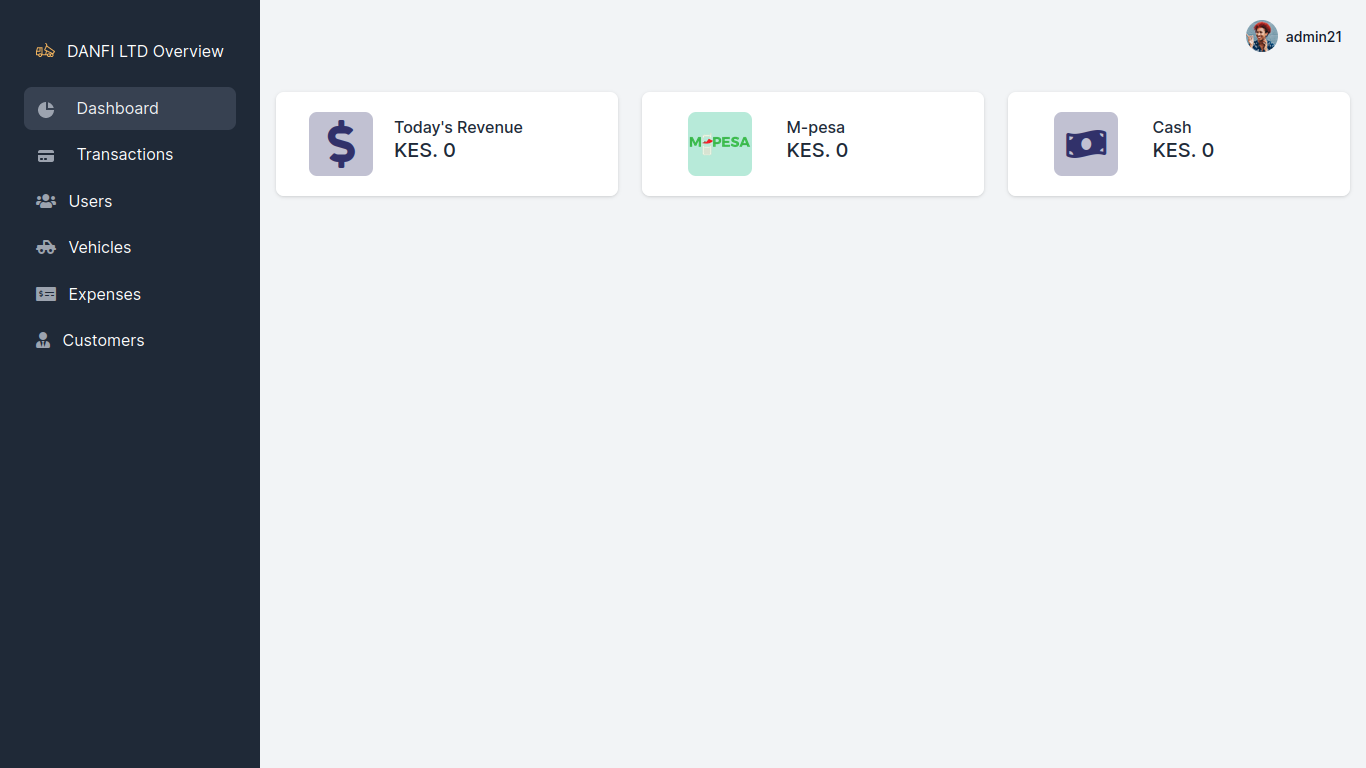 DANFI LTD Overview
Dashboard
Transactions
Users
Vehicles
Expenses
Customers
admin21
Today's Revenue
KES. 0
M-PESA
M-pesa
KES. 0
Cash
KES. 0